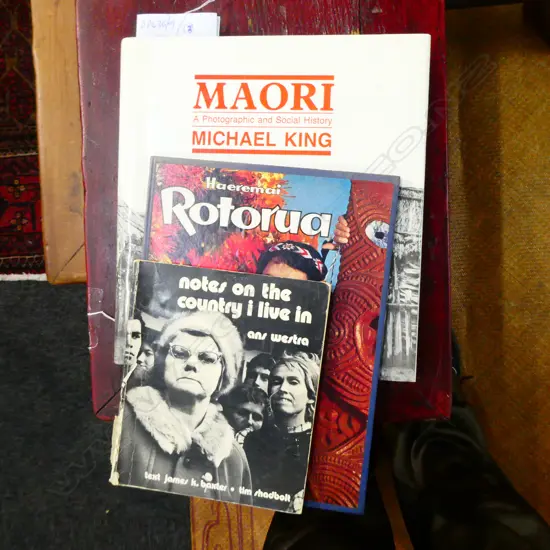 MAORI
A Photographic and Social History
MICHAEL KING
Haeremai
Rotorua
notes on the
country i live in
ans westra
text james k. baxter • tim shadbolt